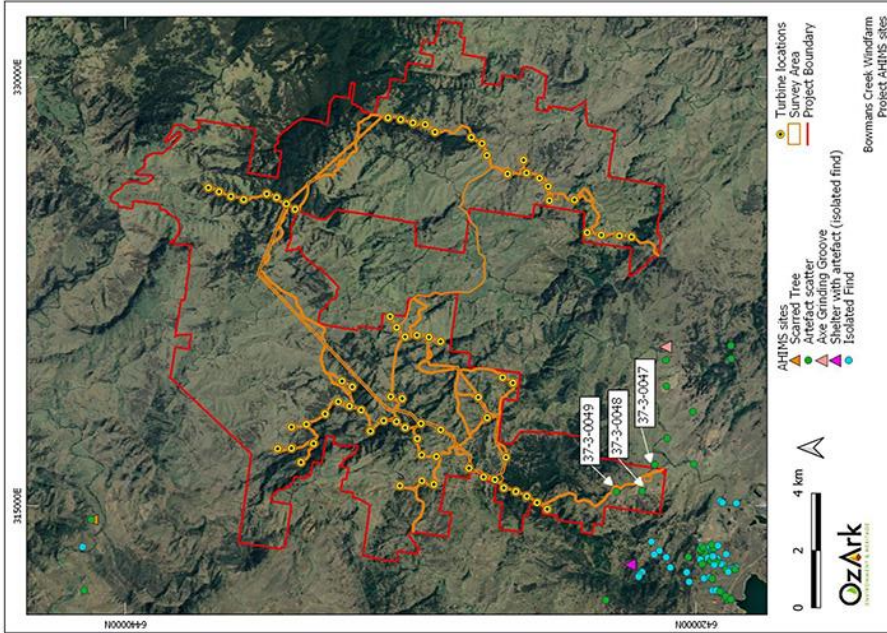 330000E
315000E
6440000N
6420000N
37-3-0049
37-3-0048
37-3-0047
0 2 4 km
OzArk
ENVIRONMENT & HERITAGE
AHIMS sites
Scarred Tree
Artefact scatter
Axe Grinding Groove
Shelter with artefact (isolated find)
Isolated Find
Turbine locations
Survey Area
Project Boundary
Bowmans Creek Windfarm
Project AHIMS sites